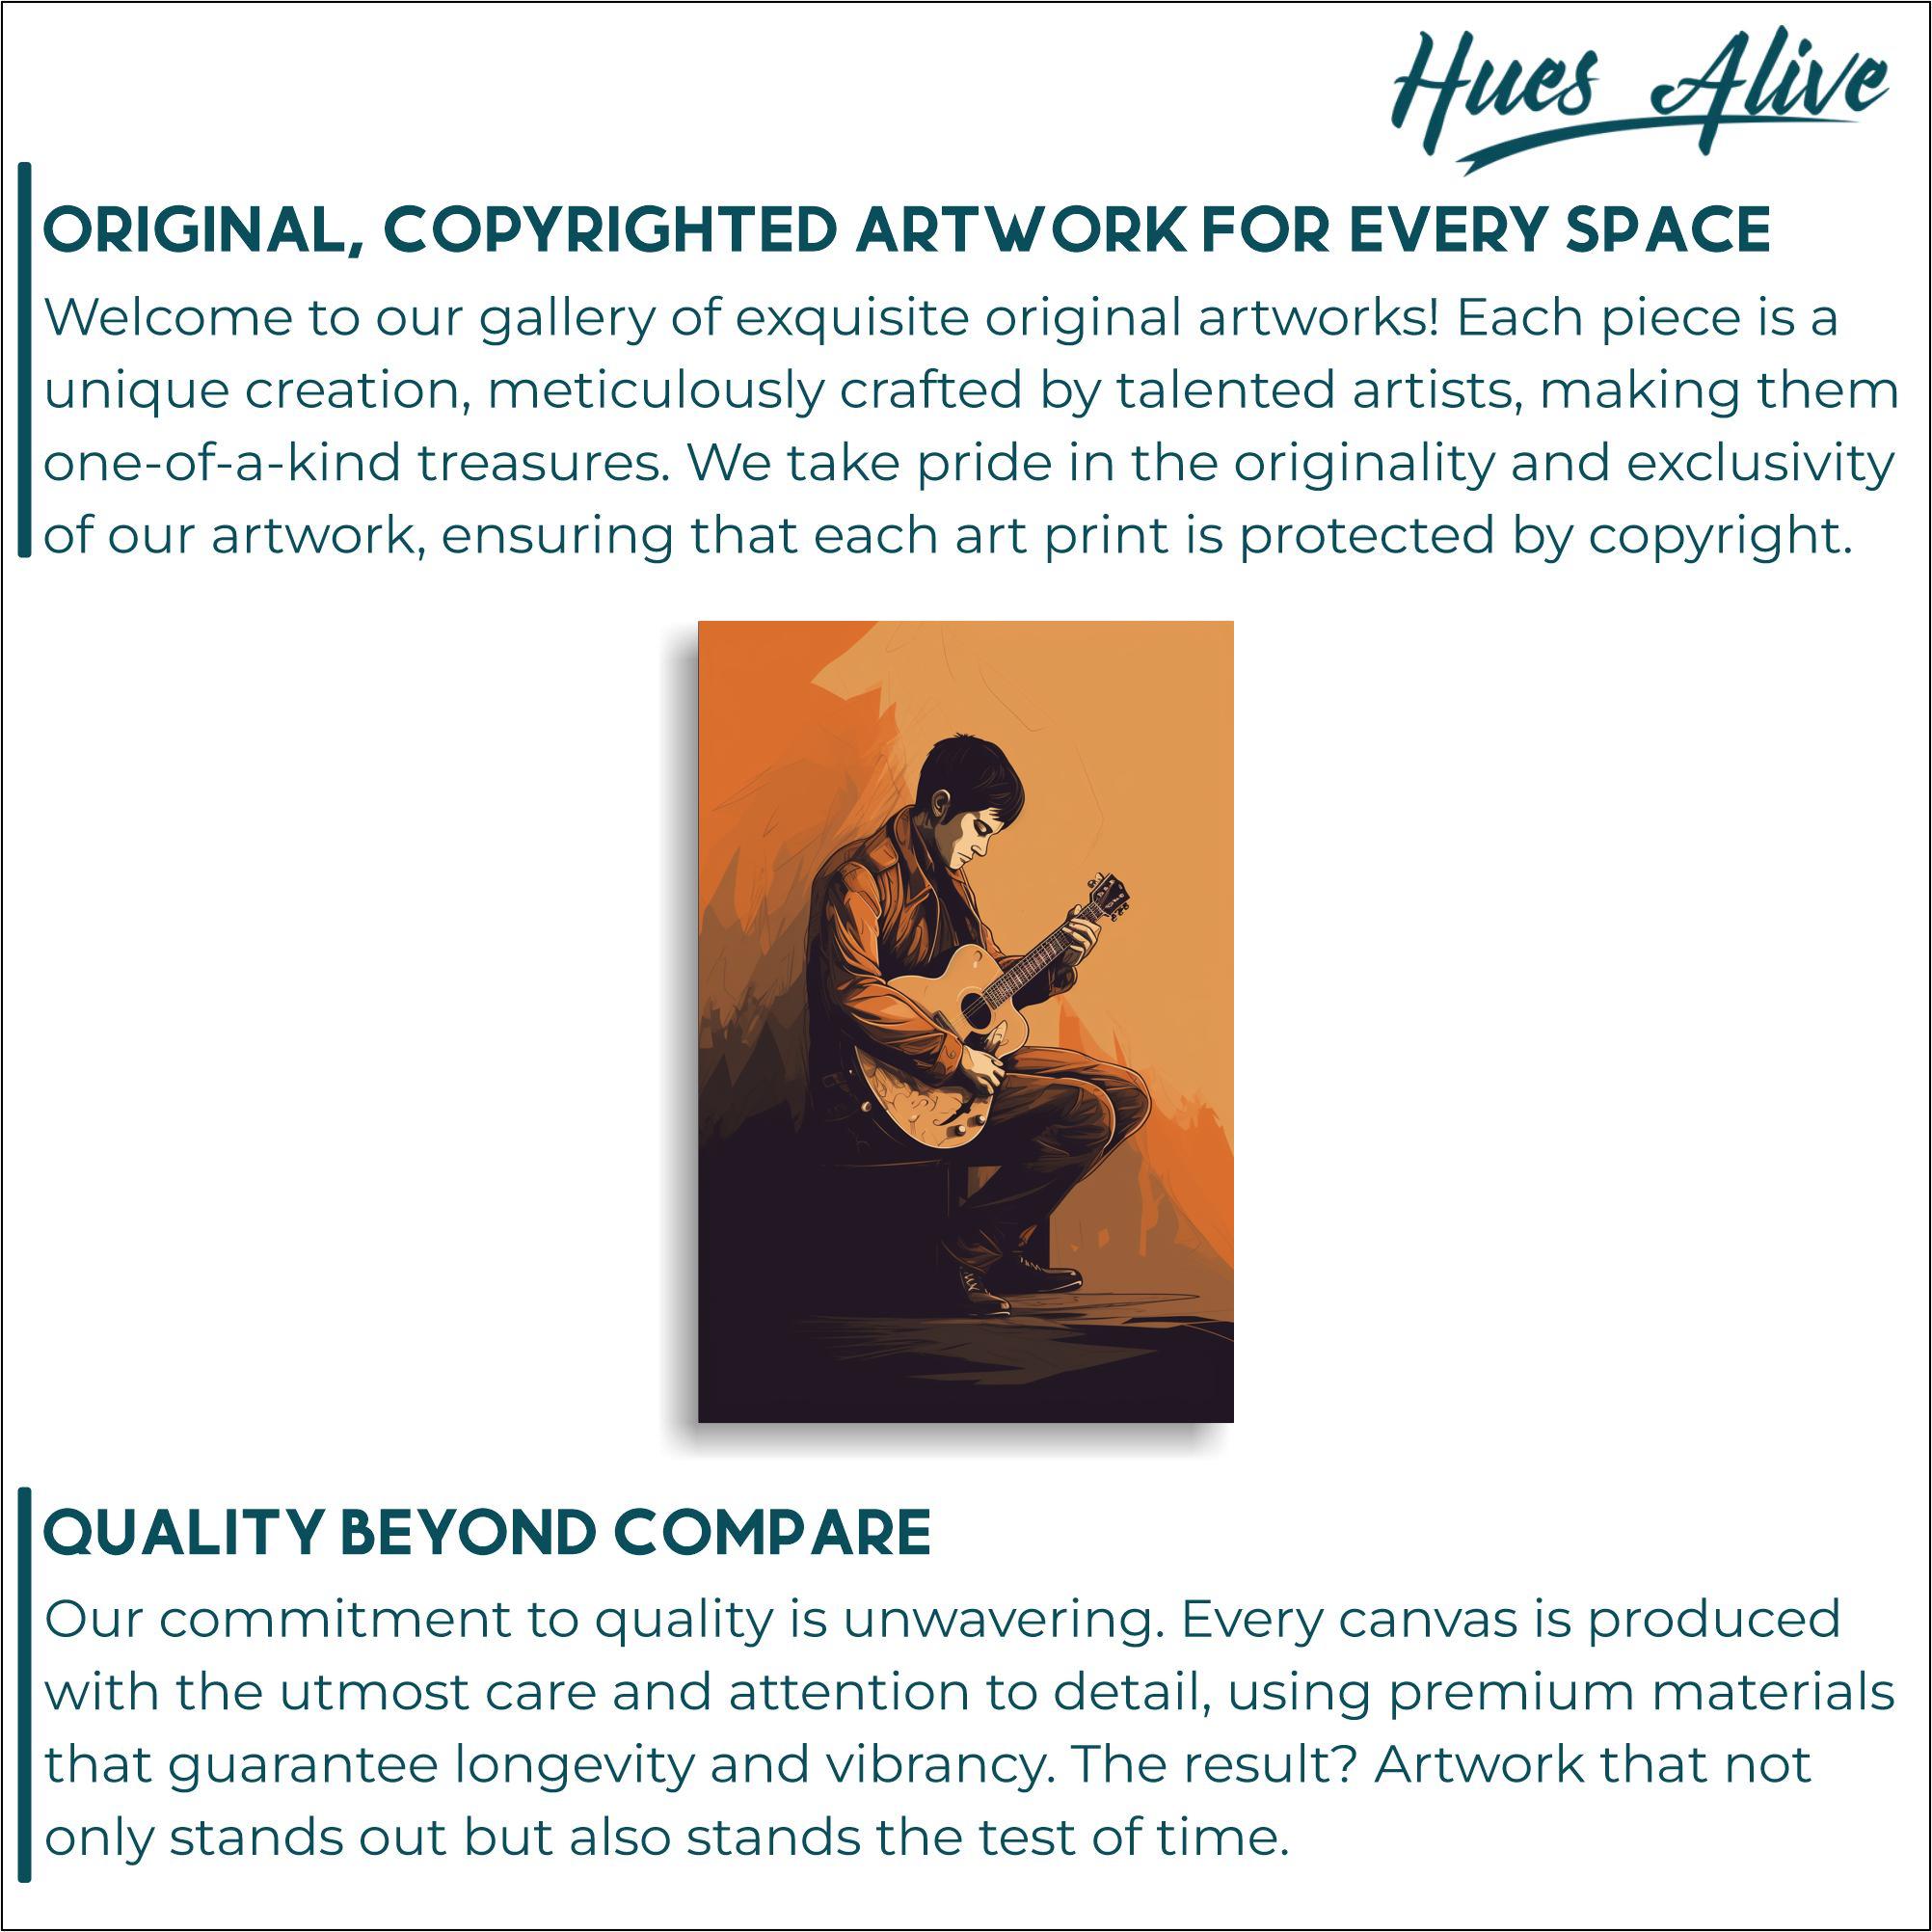 Hues Alive
ORIGINAL, COPYRIGHTED ARTWORK FOR EVERY SPACE
Welcome to our gallery of exquisite original artworks! Each piece is a
unique creation, meticulously crafted by talented artists, making them
one-of-a-kind treasures. We take pride in the originality and exclusivity
of our artwork, ensuring that each art print is protected by copyright.
QUALITY BEYOND COMPARE
Our commitment to quality is unwavering. Every canvas is produced
with the utmost care and attention to detail, using premium materials
that guarantee longevity and vibrancy. The result? Artwork that not
only stands out but also stands the test of time.